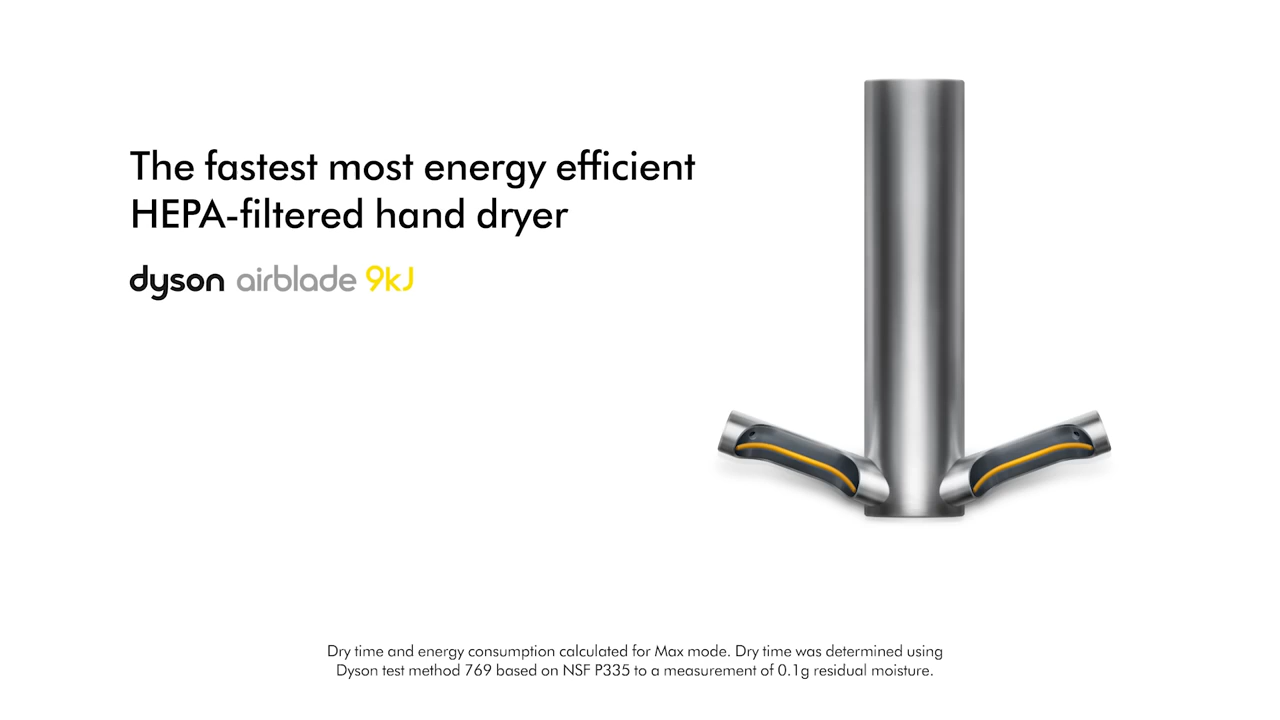 The fastest most energy efficient
HEPA-filtered hand dryer
dyson airblade 9kJ
Dry time and energy consumption calculated for Max mode. Dry time was determined using
Dyson test method 769 based on NSF P335 to a measurement of 0.1g residual moisture.